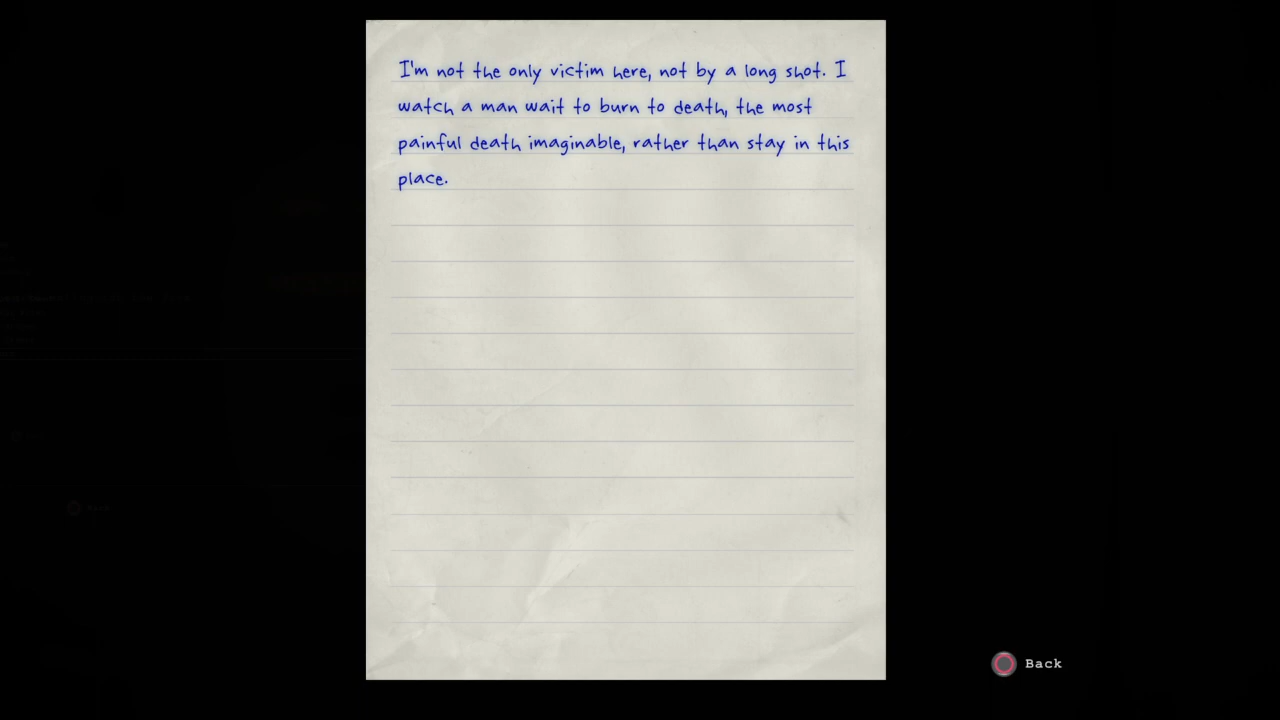 I'm not the only victim here, not by a long shot. I
watch a man wait to burn to death, the most
painful death imaginable, rather than stay in this
place.
Back